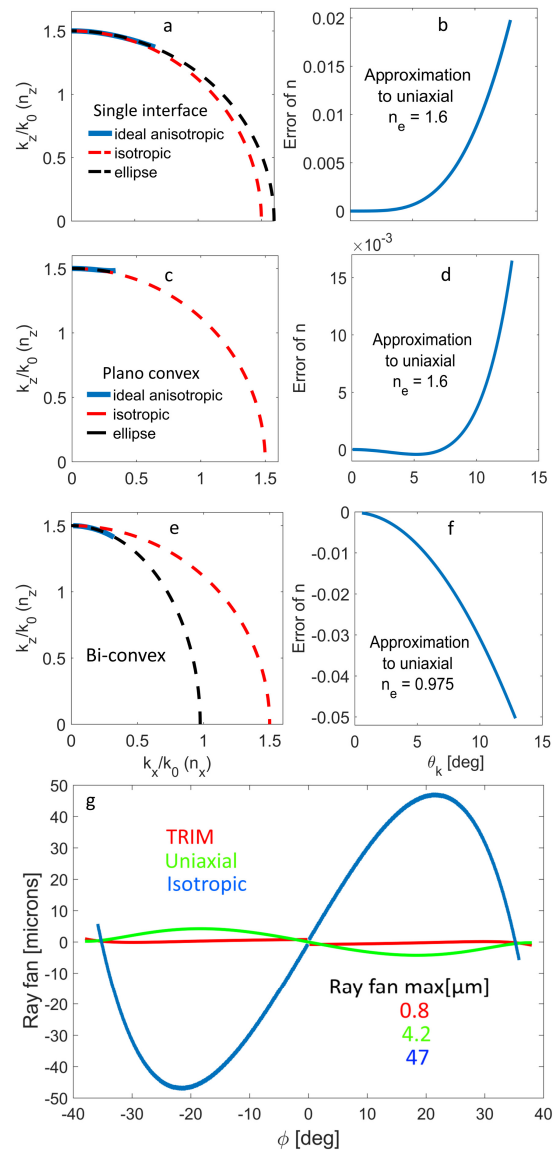 a
1.5
1
0.5
0
k_z/k_0 (n_z)
Single interface
ideal anisotropic
isotropic
ellipse
b
0.02
0.015
0.01
0.005
0
Error of n
Approximation
to uniaxial
n_e = 1.6
c
1.5
1
0.5
0
k_z/k_0 (n_z)
Plano convex
ideal anisotropic
isotropic
ellipse
0 0.5 1 1.5
×10^-3
d
15
10
5
0
Error of n
Approximation
to uniaxial
n_e = 1.6
0 5 10 15
e
1.5
1
0.5
0
k_z/k_0 (n_z)
Bi-convex
0 0.5 1 1.5
k_x/k_0 (n_x)
f
0
-0.01
-0.02
-0.03
-0.04
-0.05
Error of n
Approximation
to uniaxial
n_e = 0.975
0 5 10 15
θ_k [deg]
g
50
40
30
20
10
0
-10
-20
-30
-40
-50
Ray fan [microns]
TRIM
Uniaxial
Isotropic
Ray fan max[µm]
0.8
4.2
47
-40 -30 -20 -10 0 10 20 30 40
ϕ [deg]